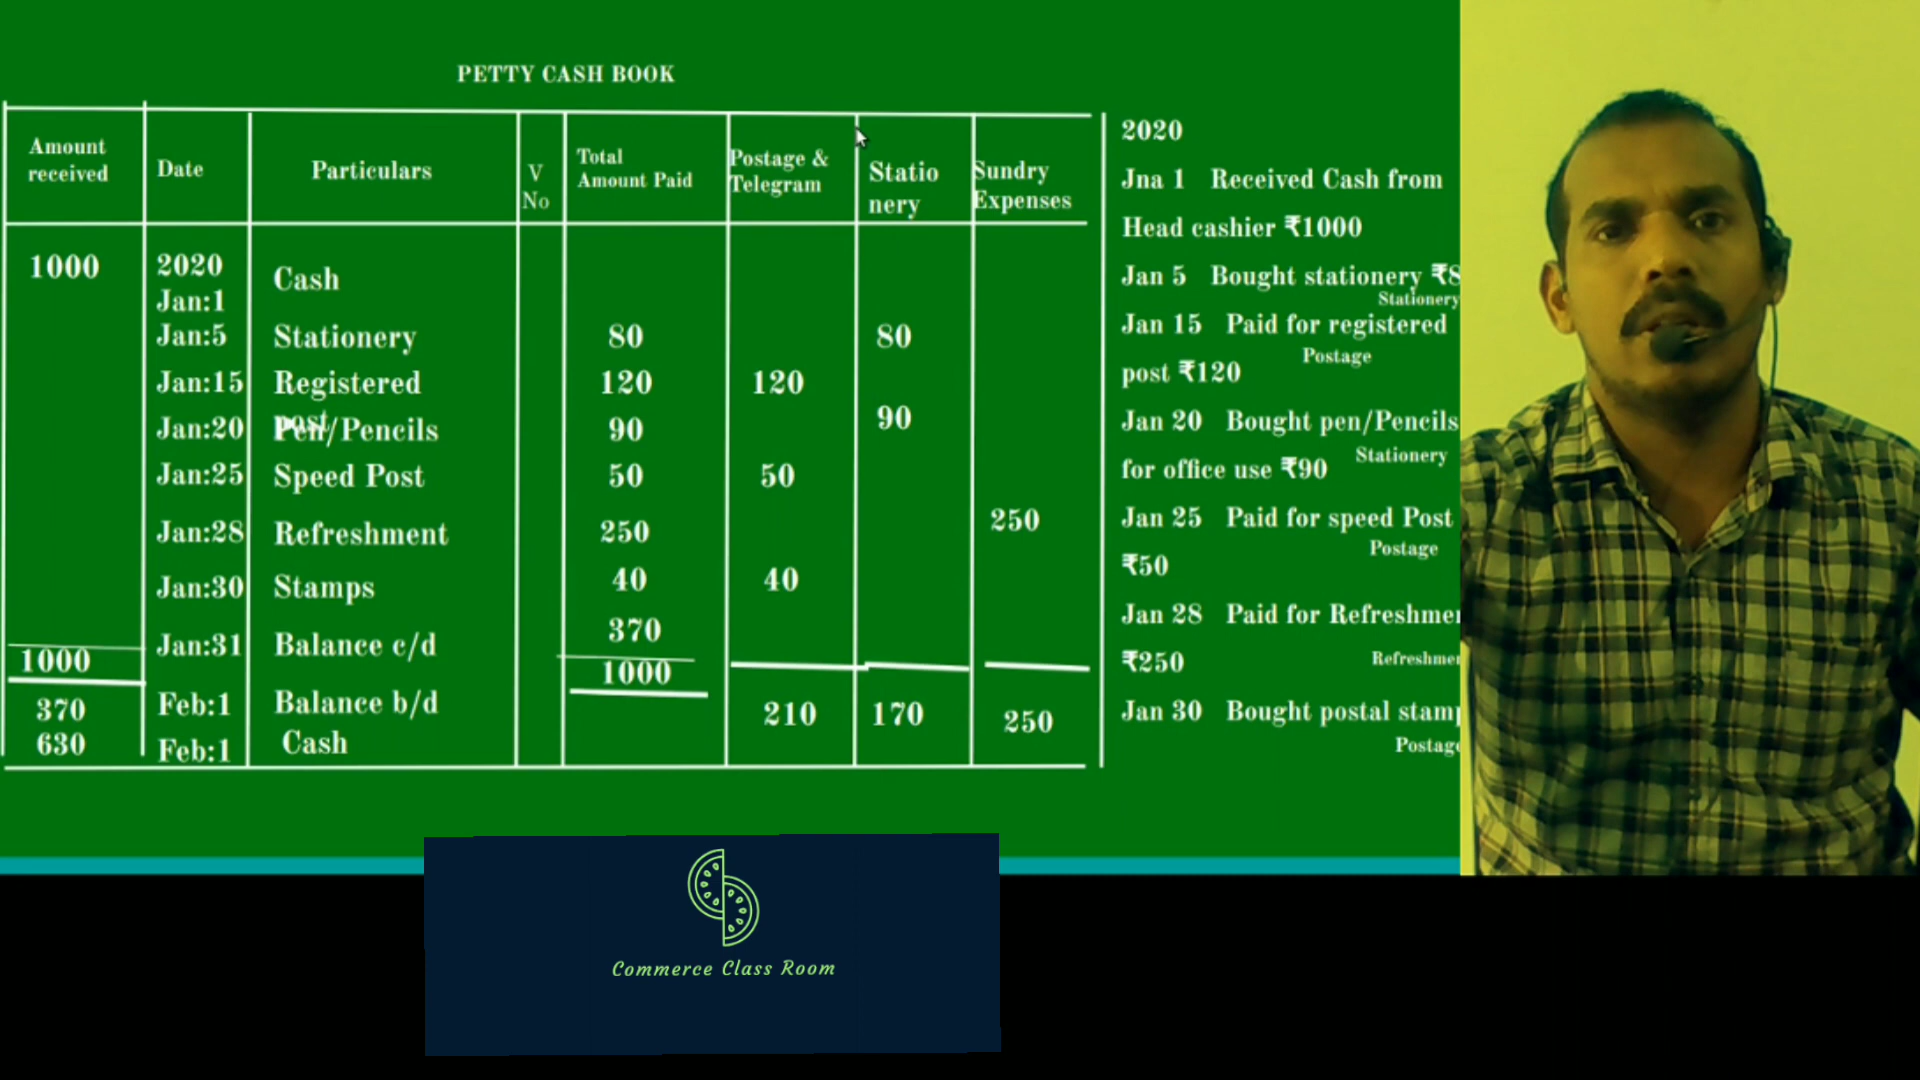 PETTY CASH BOOK
Amount received Date Particulars V No Total Amount Paid Postage & Telegram Statio nery Sundry Expenses
1000 2020 Jan:1 Cash
Jan:5 Stationery 80 80
Jan:15 Registered post 120 120
Jan:20 Pen/Pencils 90 90
Jan:25 Speed Post 50 50
Jan:28 Refreshment 250 250
Jan:30 Stamps 40 40
Jan:31 Balance c/d 370
1000 1000
370 Feb:1 Balance b/d 210 170 250
630 Feb:1 Cash
2020
Jna 1 Received Cash from
Head cashier ₹1000
Jan 5 Bought stationery ₹8
Stationery
Jan 15 Paid for registered
Postage
post ₹120
Jan 20 Bought pen/Pencils
Stationery
for office use ₹90
Jan 25 Paid for speed Post
Postage
₹50
Jan 28 Paid for Refreshme
₹250 Refreshme
Jan 30 Bought postal stam
Postag
Commerce Class Room